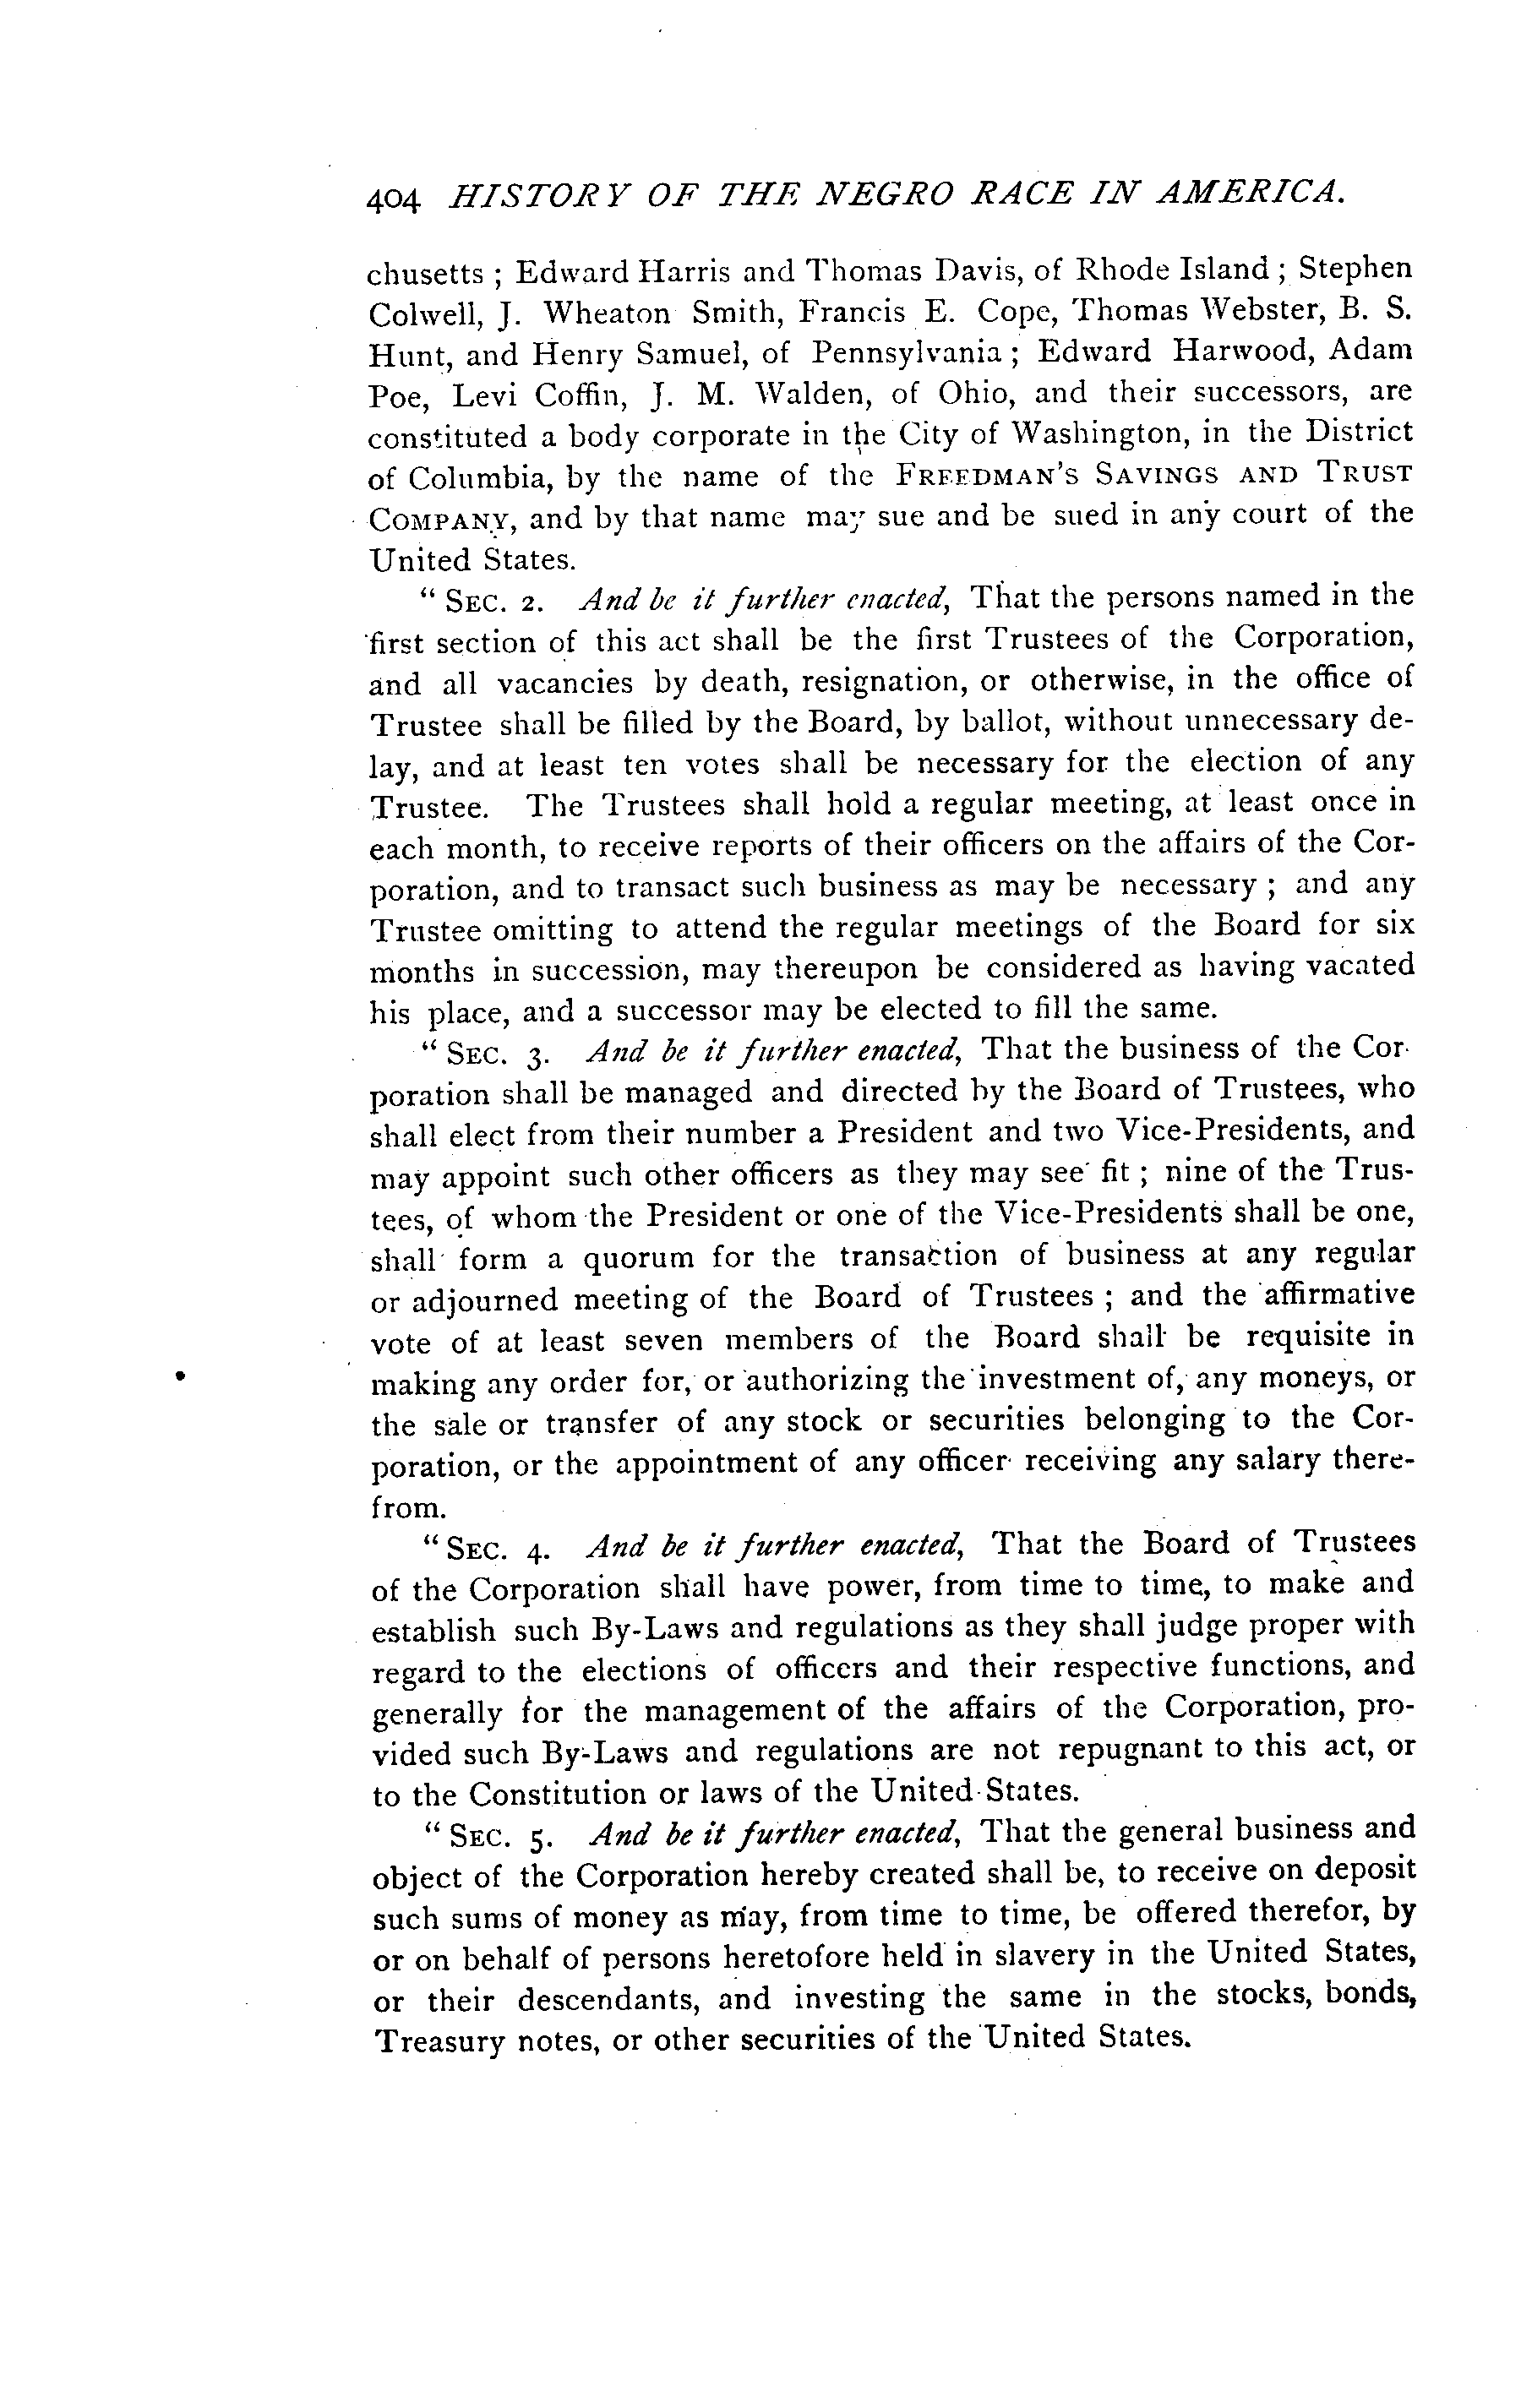 404 HISTORY OF THE NEGRO RACE IN AMERICA.
chusetts ; Edward Harris and Thomas Davis, of Rhode Island ; Stephen
Colwell, J. Wheaton Smith, Francis E. Cope, Thomas Webster, B. S.
Hunt, and Henry Samuel, of Pennsylvania ; Edward Harwood, Adam
Poe, Levi Coffin, J. M. Walden, of Ohio, and their successors, are
constituted a body corporate in the City of Washington, in the District
of Columbia, by the name of the FREEDMAN'S SAVINGS AND TRUST
COMPANY, and by that name may sue and be sued in any court of the
United States.
" SEC. 2. And be it further enacted, That the persons named in the
first section of this act shall be the first Trustees of the Corporation,
and all vacancies by death, resignation, or otherwise, in the office of
Trustee shall be filled by the Board, by ballot, without unnecessary de-
lay, and at least ten votes shall be necessary for the election of any
Trustee. The Trustees shall hold a regular meeting, at least once in
each month, to receive reports of their officers on the affairs of the Cor-
poration, and to transact such business as may be necessary ; and any
Trustee omitting to attend the regular meetings of the Board for six
months in succession, may thereupon be considered as having vacated
his place, and a successor may be elected to fill the same.
" SEC. 3. And be it further enacted, That the business of the Cor-
poration shall be managed and directed by the Board of Trustees, who
shall elect from their number a President and two Vice-Presidents, and
may appoint such other officers as they may see fit ; nine of the Trus-
tees, of whom the President or one of the Vice-Presidents shall be one,
shall form a quorum for the transaction of business at any regular
or adjourned meeting of the Board of Trustees ; and the affirmative
vote of at least seven members of the Board shall be requisite in
making any order for, or authorizing the investment of, any moneys, or
the sale or transfer of any stock or securities belonging to the Cor-
poration, or the appointment of any officer receiving any salary there-
from.
" SEC. 4. And be it further enacted, That the Board of Trustees
of the Corporation shall have power, from time to time, to make and
establish such By-Laws and regulations as they shall judge proper with
regard to the elections of officers and their respective functions, and
generally for the management of the affairs of the Corporation, pro-
vided such By-Laws and regulations are not repugnant to this act, or
to the Constitution or laws of the United States.
" SEC. 5. And be it further enacted, That the general business and
object of the Corporation hereby created shall be, to receive on deposit
such sums of money as may, from time to time, be offered therefor, by
or on behalf of persons heretofore held in slavery in the United States,
or their descendants, and investing the same in the stocks, bonds,
Treasury notes, or other securities of the United States.